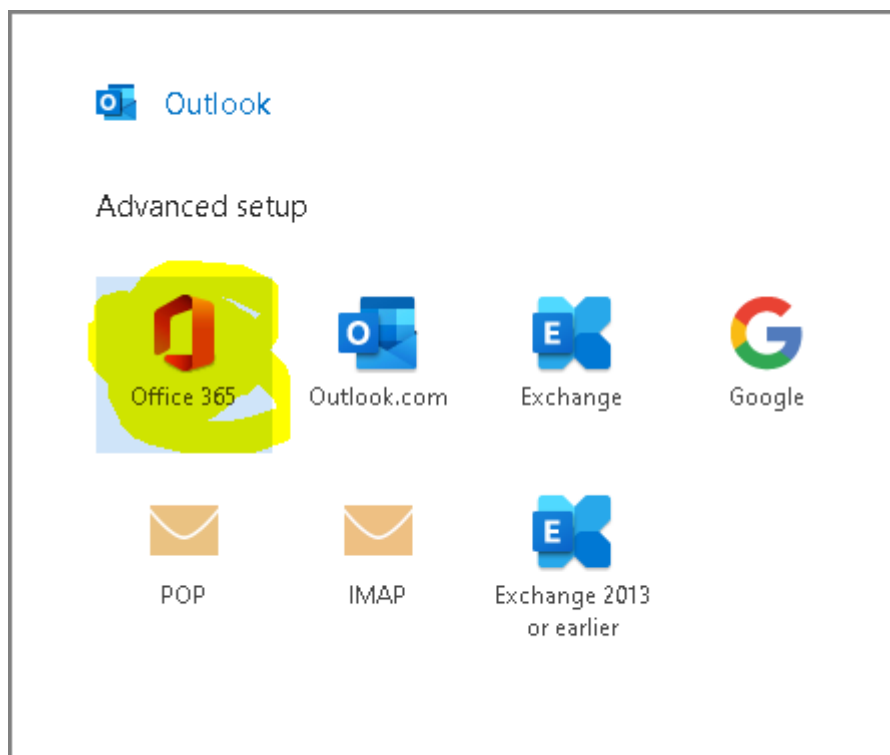 Outlook
Advanced setup
Office 365
Outlook.com
Exchange
Google
POP
IMAP
Exchange 2013
or earlier